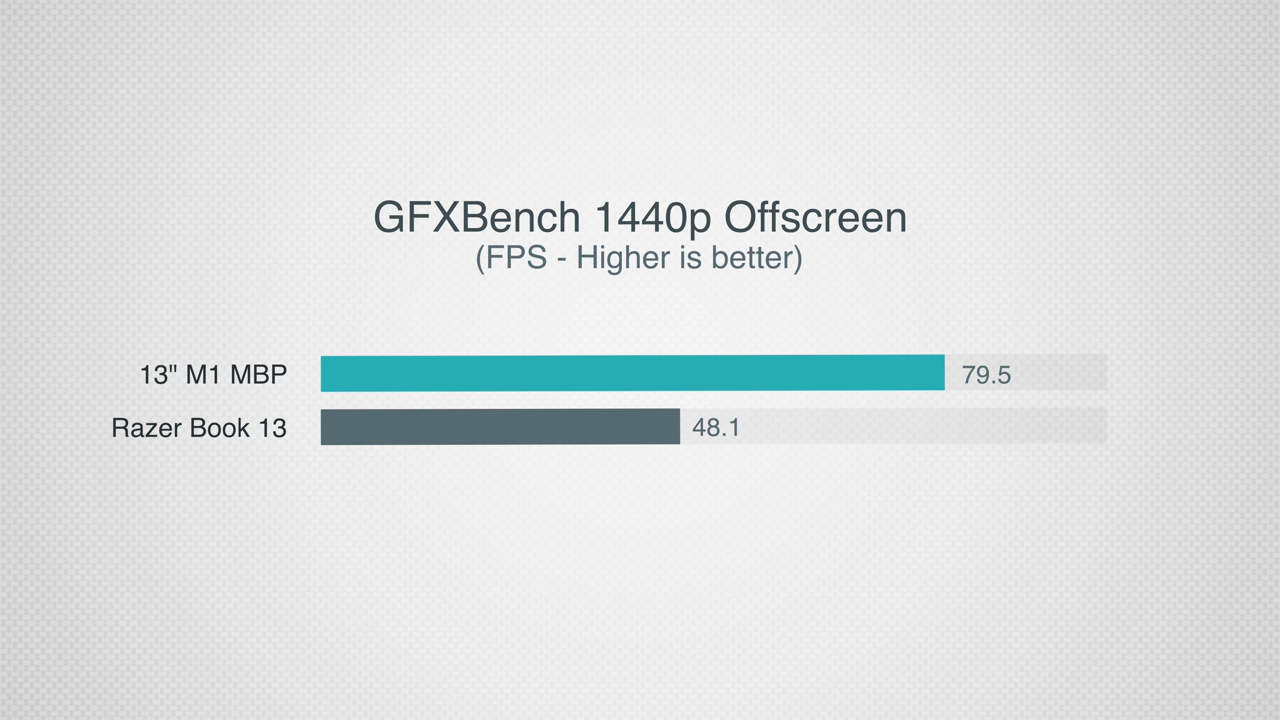 GFXBench 1440p Offscreen
(FPS - Higher is better)
13" M1 MBP 79.5
Razer Book 13 48.1